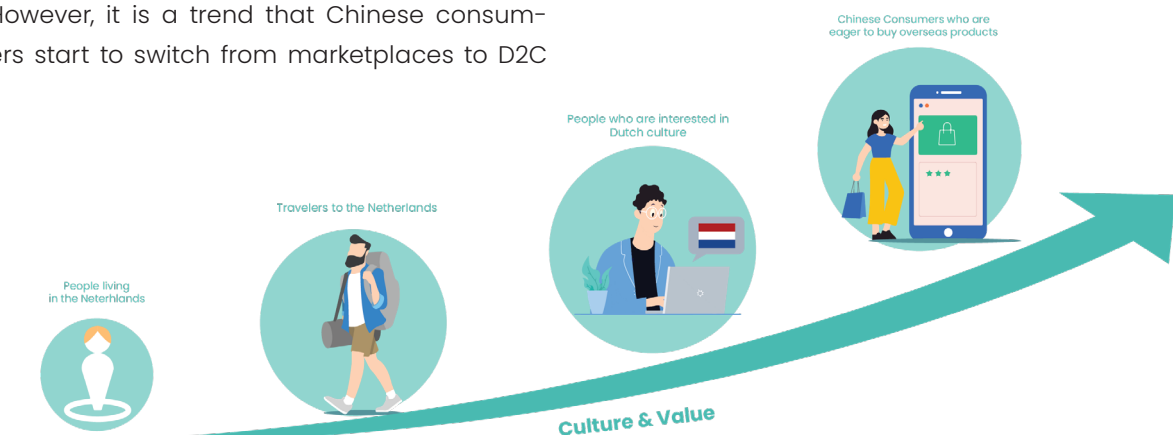 However, it is a trend that Chinese consum-
ers start to switch from marketplaces to D2C
Chinese Consumers who are
eager to buy overseas products
People who are interested in
Dutch culture
Travelers to the Netherlands
People living
in the Neterhlands
Culture & Value